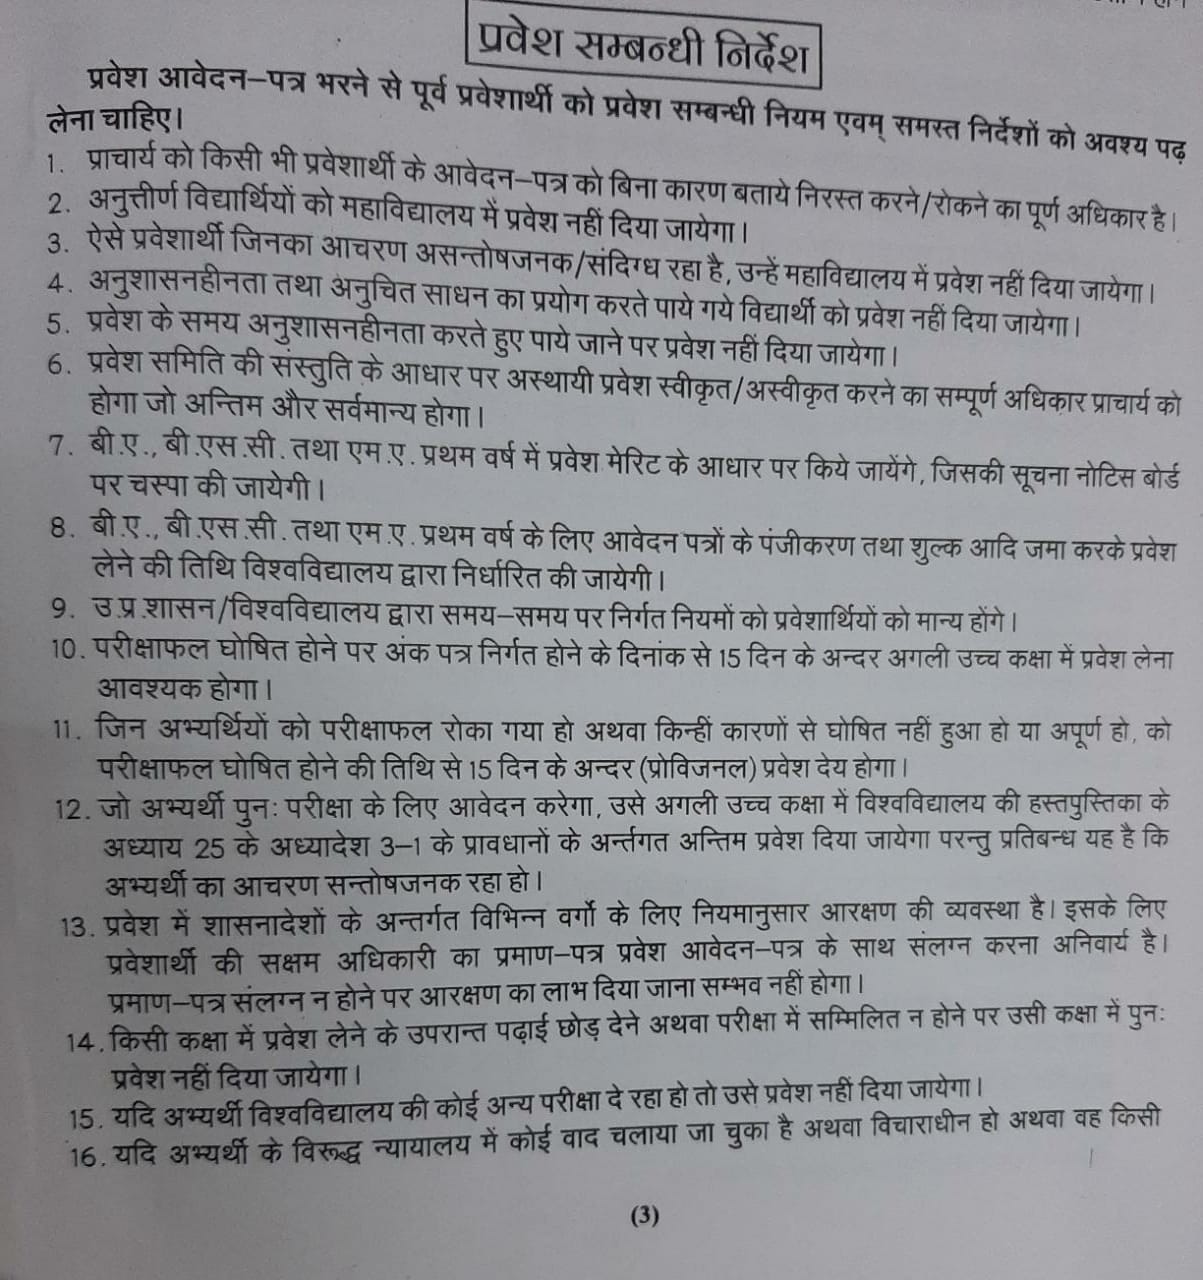 प्रवेश सम्बन्धी निर्देश
प्रवेश आवेदन-पत्र भरने से पूर्व प्रवेशार्थी को प्रवेश सम्बन्धी नियम एवम् समस्त निर्देशों को अवश्य पढ़
लेना चाहिए।
1. प्राचार्य को किसी भी प्रवेशार्थी के आवेदन-पत्र को बिना कारण बताये निरस्त करने/रोकने का पूर्ण अधिकार है।
2. अनुत्तीर्ण विद्यार्थियों को महाविद्यालय में प्रवेश नहीं दिया जायेगा।
3. ऐसे प्रवेशार्थी जिनका आचरण असन्तोषजनक/संदिग्ध रहा है, उन्हें महाविद्यालय में प्रवेश नहीं दिया जायेगा।
4. अनुशासनहीनता तथा अनुचित साधन का प्रयोग करते पाये गये विद्यार्थी को प्रवेश नहीं दिया जायेगा।
5. प्रवेश के समय अनुशासनहीनता करते हुए पाये जाने पर प्रवेश नहीं दिया जायेगा।
6. प्रवेश समिति की संस्तुति के आधार पर अस्थायी प्रवेश स्वीकृत/अस्वीकृत करने का सम्पूर्ण अधिकार प्राचार्य को
होगा जो अन्तिम और सर्वमान्य होगा।
7. बी.ए., बी.एस.सी. तथा एम.ए. प्रथम वर्ष में प्रवेश मेरिट के आधार पर किये जायेंगे, जिसकी सूचना नोटिस बोर्ड
पर चस्पा की जायेगी।
8. बी.ए., बी.एस.सी. तथा एम.ए. प्रथम वर्ष के लिए आवेदन पत्रों के पंजीकरण तथा शुल्क आदि जमा करके प्रवेश
लेने की तिथि विश्वविद्यालय द्वारा निर्धारित की जायेगी।
9. उ.प्र.शासन/विश्वविद्यालय द्वारा समय-समय पर निर्गत नियमों को प्रवेशार्थियों को मान्य होंगे।
10. परीक्षाफल घोषित होने पर अंक पत्र निर्गत होने के दिनांक से 15 दिन के अन्दर अगली उच्च कक्षा में प्रवेश लेना
आवश्यक होगा।
11. जिन अभ्यर्थियों को परीक्षाफल रोका गया हो अथवा किन्हीं कारणों से घोषित नहीं हुआ हो या अपूर्ण हो, को
परीक्षाफल घोषित होने की तिथि से 15 दिन के अन्दर (प्रोविजनल) प्रवेश देय होगा।
12. जो अभ्यर्थी पुनः परीक्षा के लिए आवेदन करेगा, उसे अगली उच्च कक्षा में विश्वविद्यालय की हस्तपुस्तिका के
अध्याय 25 के अध्यादेश 3-1 के प्रावधानों के अर्न्तगत अन्तिम प्रवेश दिया जायेगा परन्तु प्रतिबन्ध यह है कि
अभ्यर्थी का आचरण सन्तोषजनक रहा हो।
13. प्रवेश में शासनादेशों के अन्तर्गत विभिन्न वर्गो के लिए नियमानुसार आरक्षण की व्यवस्था है। इसके लिए
प्रवेशार्थी की सक्षम अधिकारी का प्रमाण-पत्र प्रवेश आवेदन-पत्र के साथ संलग्न करना अनिवार्य है।
प्रमाण-पत्र संलग्न न होने पर आरक्षण का लाभ दिया जाना सम्भव नहीं होगा।
14. किसी कक्षा में प्रवेश लेने के उपरान्त पढ़ाई छोड़ देने अथवा परीक्षा में सम्मिलित न होने पर उसी कक्षा में पुनः
प्रवेश नहीं दिया जायेगा।
15. यदि अभ्यर्थी विश्वविद्यालय की कोई अन्य परीक्षा दे रहा हो तो उसे प्रवेश नहीं दिया जायेगा।
16. यदि अभ्यर्थी के विरूद्ध न्यायालय में कोई वाद चलाया जा चुका है अथवा विचाराधीन हो अथवा वह किसी
(3)